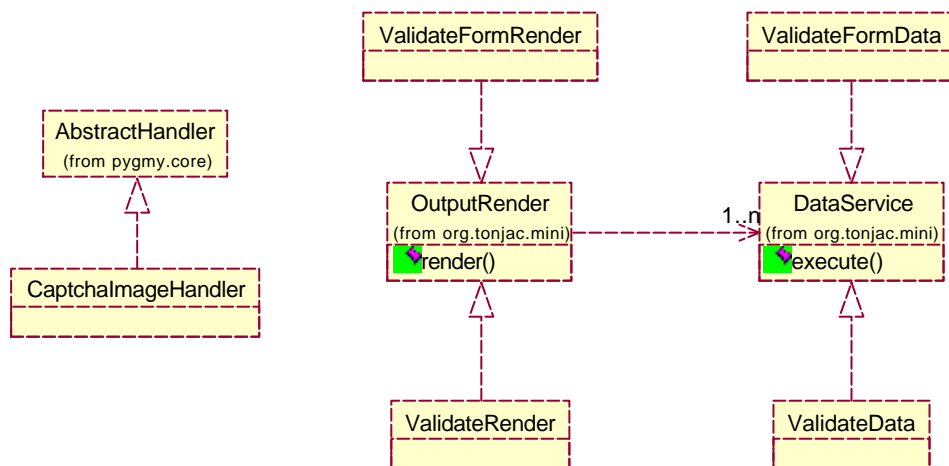 ValidateFormRender
ValidateFormData
AbstractHandler
(from pygmy.core)
OutputRender
(from org.tonjac.mini)
render()
1..n
DataService
(from org.tonjac.mini)
execute()
CaptchaImageHandler
ValidateRender
ValidateData